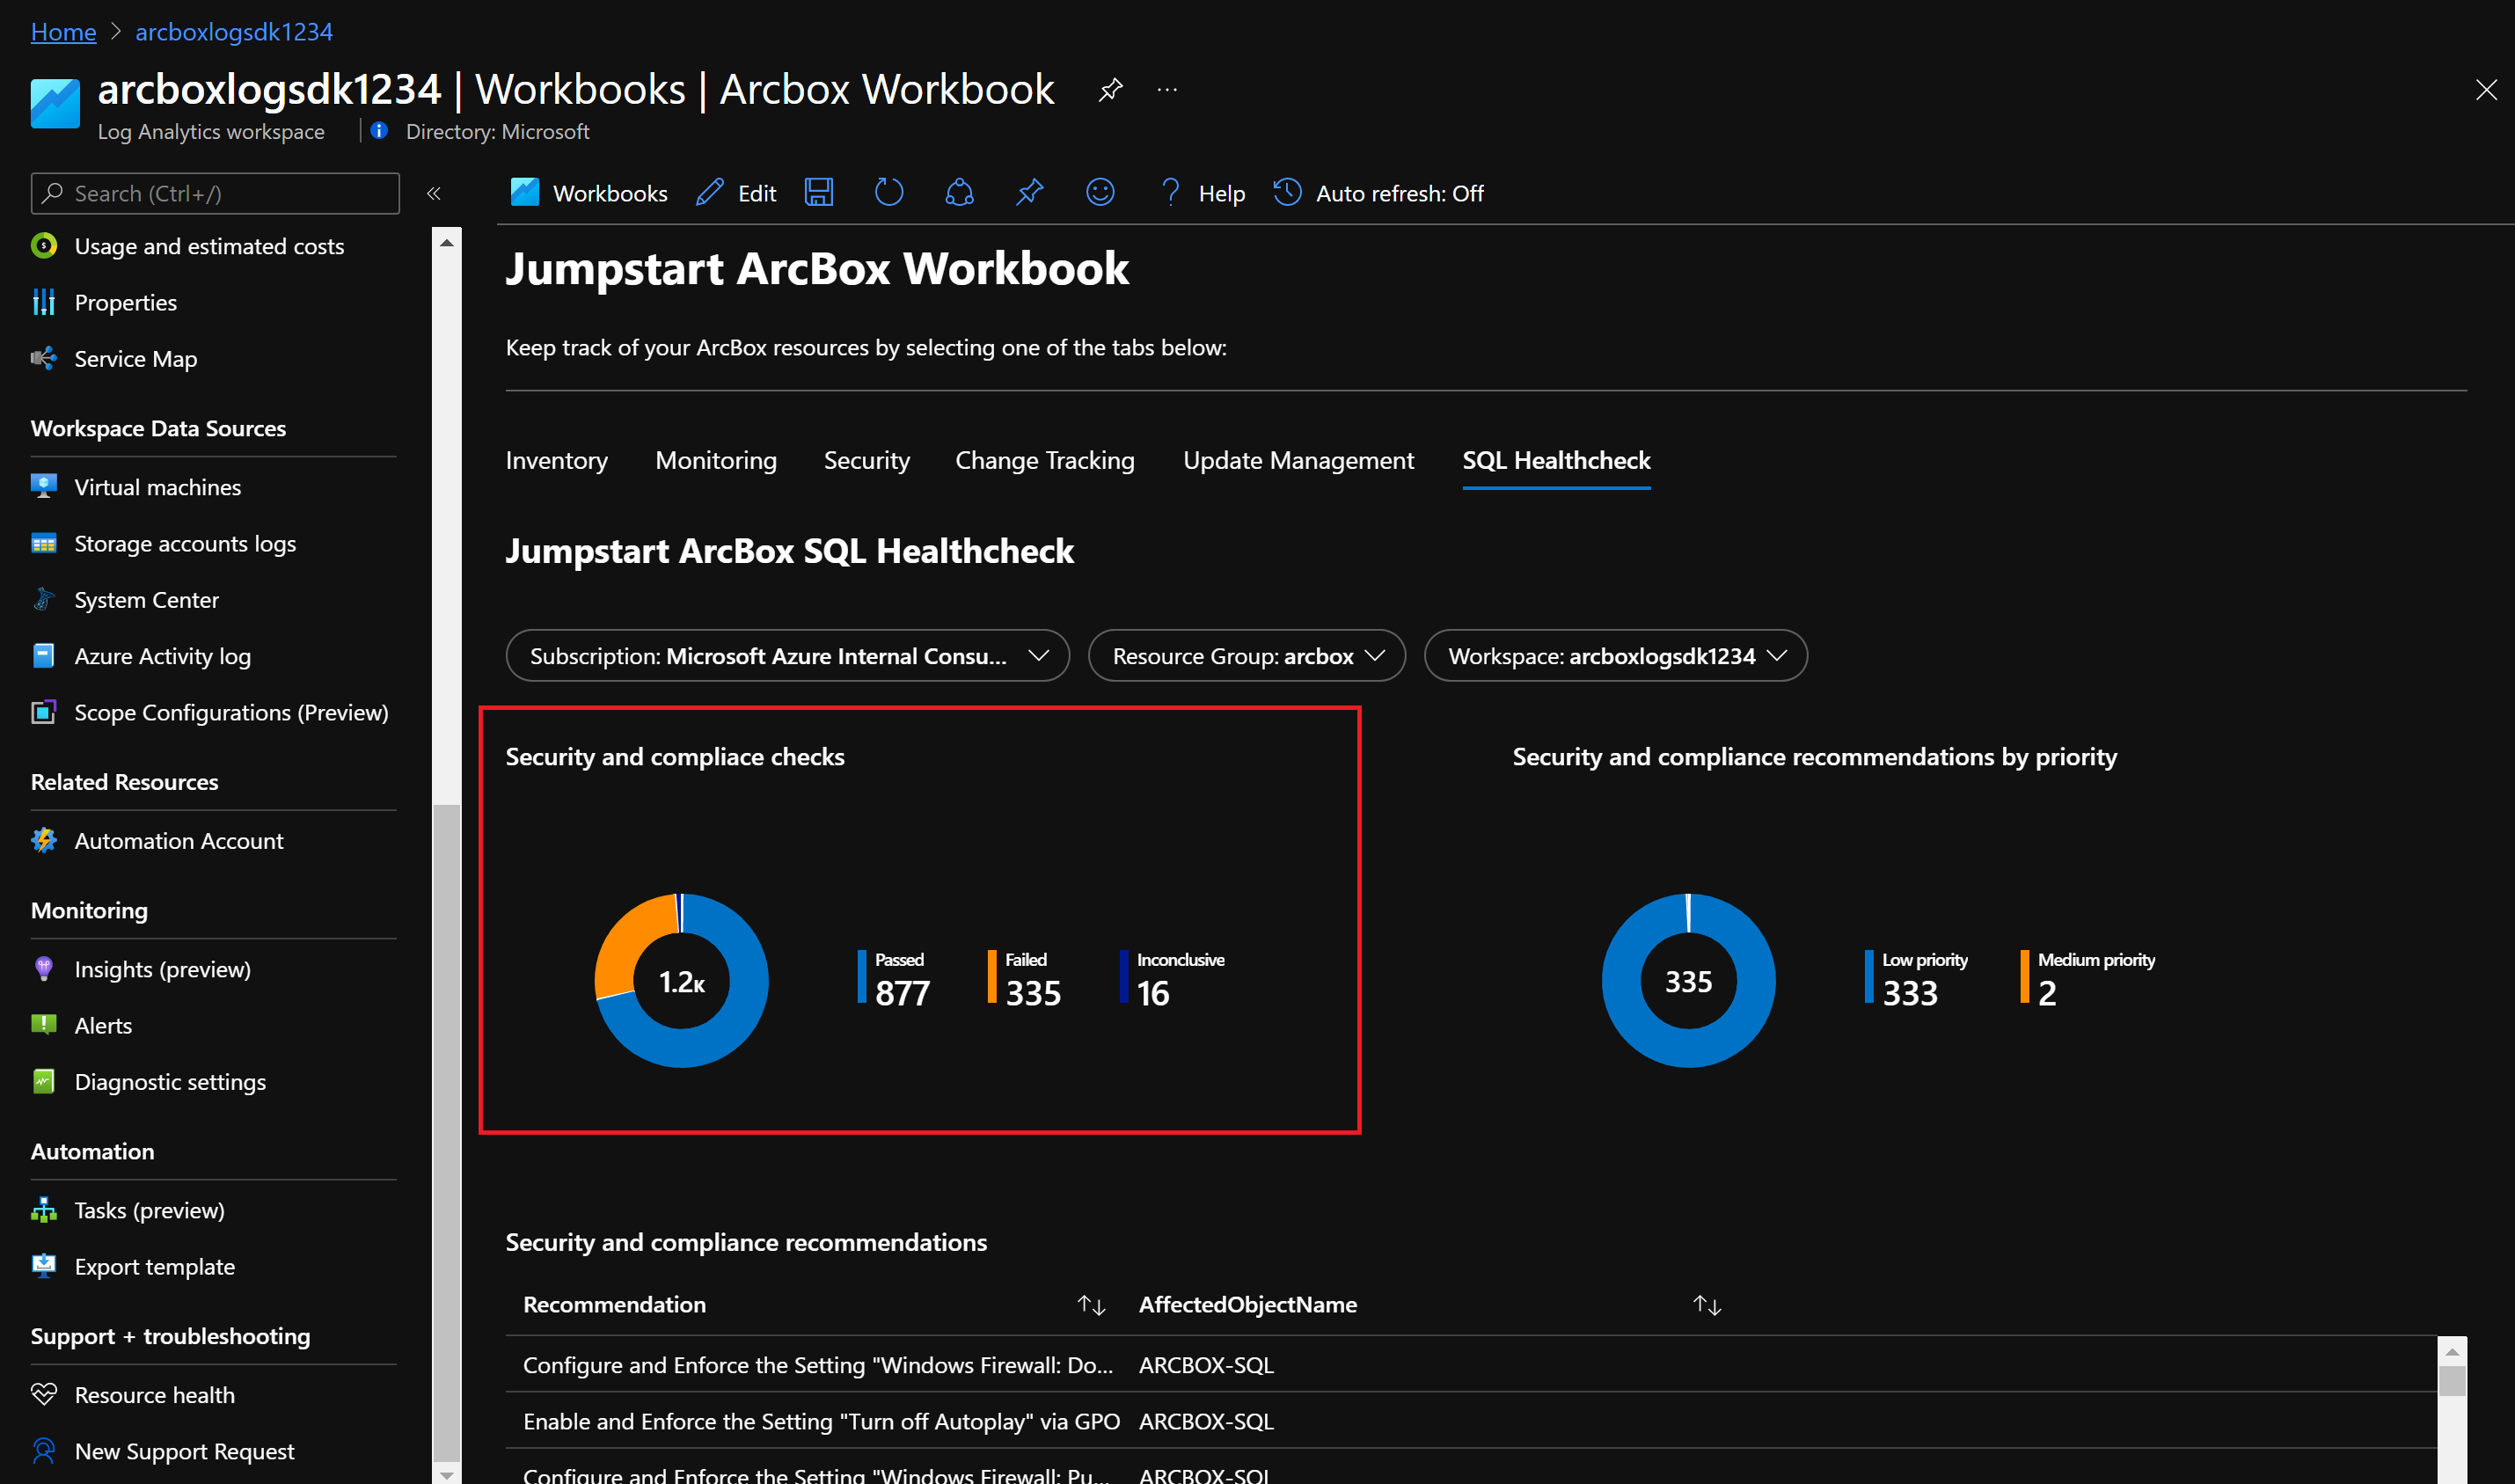 Home > arcboxlogsdk1234
arcboxlogsdk1234 | Workbooks | Arcbox Workbook ...
Log Analytics workspace | Directory: Microsoft
Search (Ctrl+/)
«
Usage and estimated costs
Properties
Service Map
Workspace Data Sources
Virtual machines
Storage accounts logs
System Center
Azure Activity log
Scope Configurations (Preview)
Related Resources
Automation Account
Monitoring
Insights (preview)
Alerts
Diagnostic settings
Automation
Tasks (preview)
Export template
Support + troubleshooting
Resource health
New Support Request
Workbooks Edit Help Auto refresh: Off
Jumpstart ArcBox Workbook
Keep track of your ArcBox resources by selecting one of the tabs below:
Inventory Monitoring Security Change Tracking Update Management SQL Healthcheck
Jumpstart ArcBox SQL Healthcheck
Subscription: Microsoft Azure Internal Consu... Resource Group: arcbox Workspace: arcboxlogsdk1234
Security and compliace checks
1.2K
Passed
877
Failed
335
Inconclusive
16
Security and compliance recommendations by priority
335
Low priority
333
Medium priority
2
Security and compliance recommendations
Recommendation ↑↓ AffectedObjectName ↑↓
Configure and Enforce the Setting "Windows Firewall: Do... ARCBOX-SQL
Enable and Enforce the Setting "Turn off Autoplay" via GPO ARCBOX-SQL
Configure and Enforce the Setting "Windows Firewall: Pu... ARCBOX-SQL